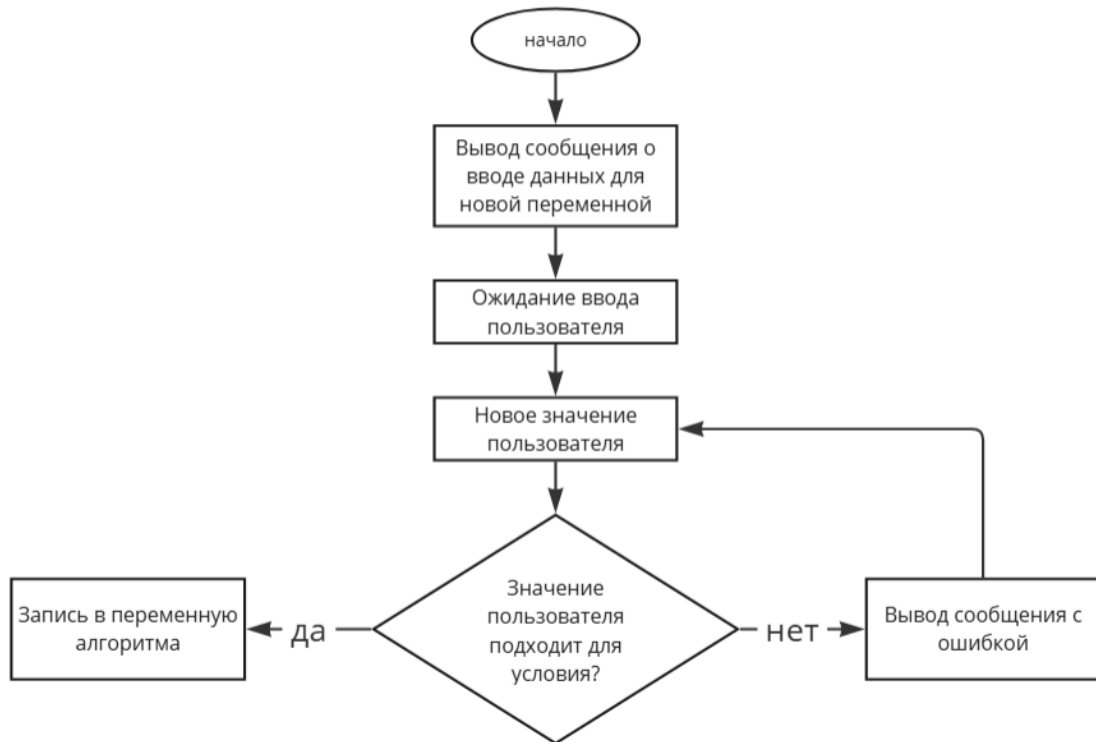 начало
Вывод сообщения о
вводе данных для
новой переменной
Ожидание ввода
пользователя
Новое значение
пользователя
Значение
пользователя
подходит для
условия?
Запись в переменную
алгоритма
да
нет
Вывод сообщения с
ошибкой